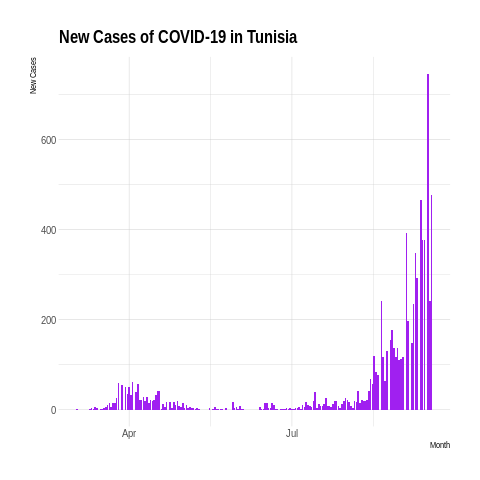 New Cases of COVID-19 in Tunisia
New Cases
600
400
200
0
Apr
Jul
Month